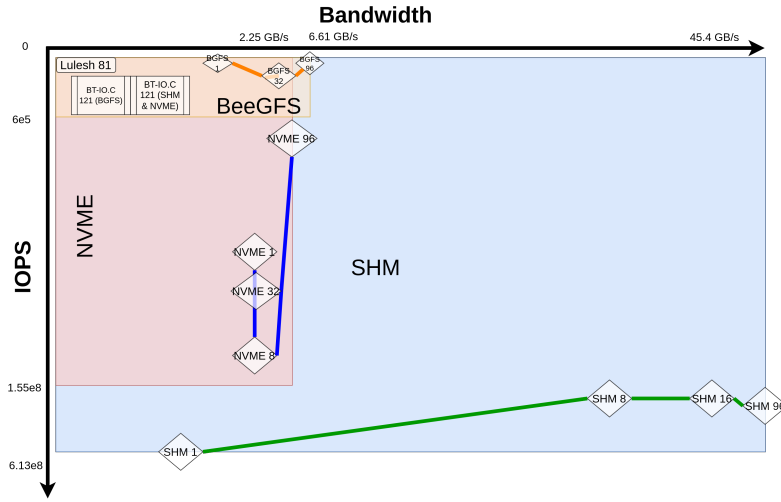 Bandwidth
2.25 GB/s
6.61 GB/s
45.4 GB/s
0
Lulesh 81
BGFS
1
BGFS
32
BGFS
96
BT-IO.C
121 (BGFS)
BT-IO.C
121 (SHM
& NVME)
BeeGFS
6e5
NVME 96
NVME
NVME 1
IOPS
SHM
NVME 32
NVME 8
1.55e8
SHM 8
SHM 16
SHM 96
SHM 1
6.13e8